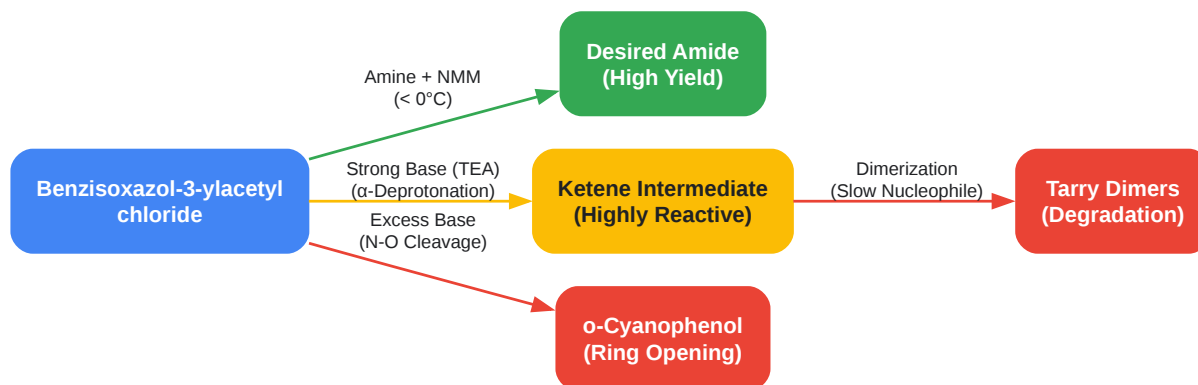 Desired Amide
(High Yield)
Amine + NMM
(< 0°C)
Benzisoxazol-3-ylacetyl
chloride
Strong Base (TEA)
(α-Deprotonation)
Ketene Intermediate
(Highly Reactive)
Dimerization
(Slow Nucleophile)
Tarry Dimers
(Degradation)
Excess Base
(N-O Cleavage)
o-Cyanophenol
(Ring Opening)